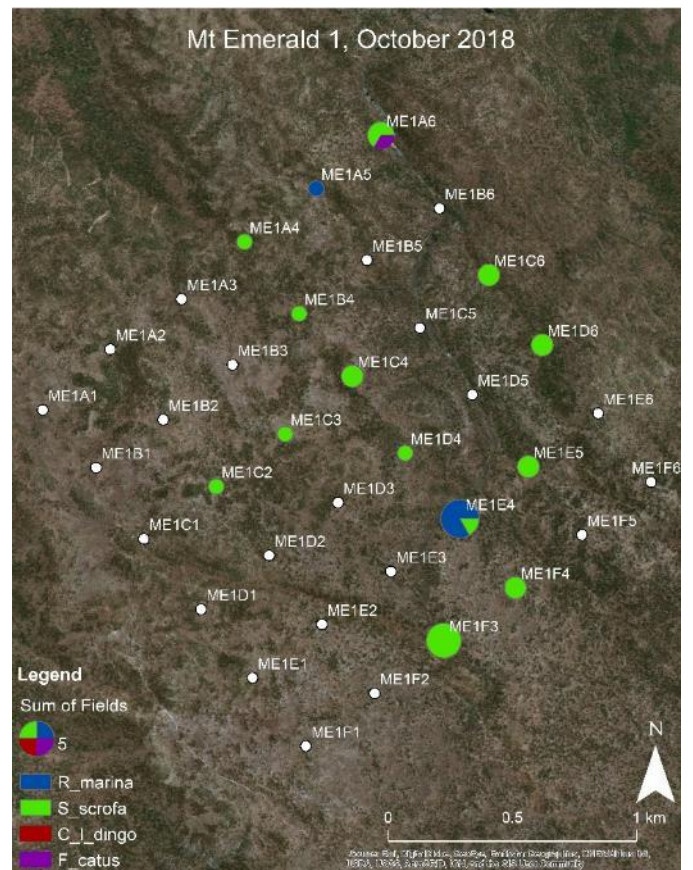 Mt Emerald 1, October 2018
ME1A6
ME1A5
ME1B6
ME1A4
ME1B5
ME1C6
ME1A3
ME1B4
ME1C5
ME1A2
ME1B3
ME1D6
ME1C4
ME1D5
ME1A1
ME1B2
ME1E6
ME1C3
ME1D4
ME1B1
ME1E5
ME1C2
ME1F6
ME1D3
ME1E4
ME1C1
ME1F5
ME1D2
ME1E3
ME1F4
ME1D1
ME1E2
ME1F3
ME1E1
ME1F2
ME1F1
Legend
Sum of Fields
5
R_marina
S_scrofa
C_l_dingo
F_catus
N
0 0.5 1 km